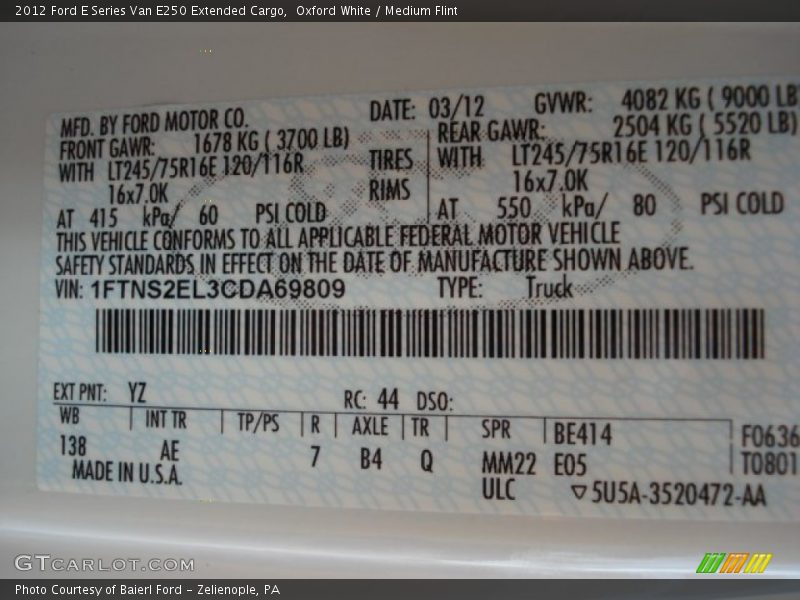 2012 Ford E Series Van E250 Extended Cargo,  Oxford White / Medium Flint
MFD. BY FORD MOTOR CO.
DATE: 03/12
GVWR: 4082 KG ( 9000 LB
FRONT GAWR: 1678 KG ( 3700 LB)
REAR GAWR: 2504 KG ( 5520 LB)
WITH LT245/75R16E 120/116R
TIRES
WITH LT245/75R16E 120/116R
16x7.0K
RIMS
16x7.0K
AT 415 kPa/ 60 PSI COLD
AT 550 kPa/ 80 PSI COLD
THIS VEHICLE CONFORMS TO ALL APPLICABLE FEDERAL MOTOR VEHICLE
SAFETY STANDARDS IN EFFECT ON THE DATE OF MANUFACTURE SHOWN ABOVE.
VIN: 1FTNS2EL3CDA69809
TYPE: Truck
EXT PNT: YZ
RC: 44 DSO:
WB INT TR TP/PS R AXLE TR SPR BE414 F0636
138 AE 7 B4 Q MM22 E05 T0801
MADE IN U.S.A.
ULC ▽5U5A-3520472-AA
GTCARLOT.COM
Photo Courtesy of Baierl Ford - Zelienople, PA